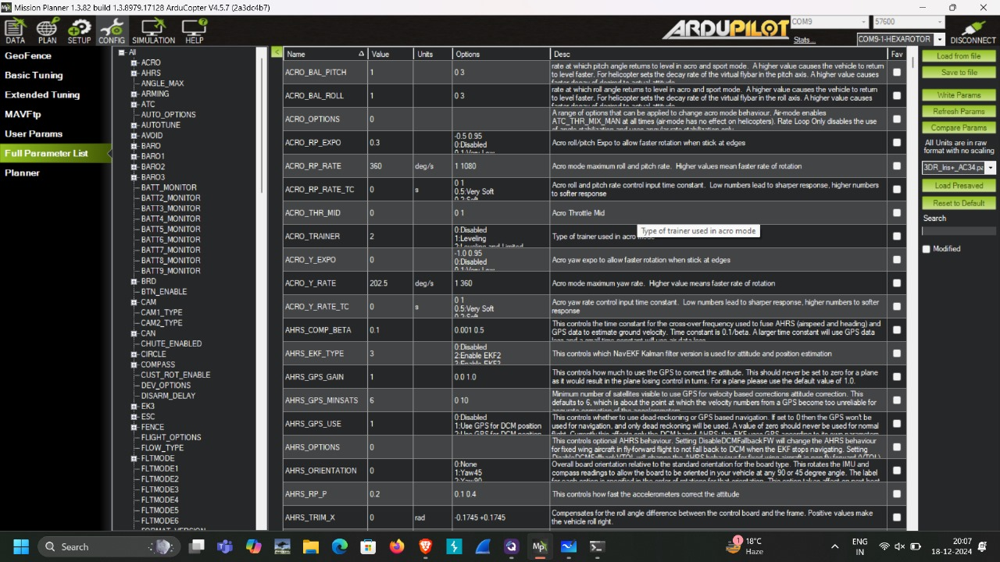 Mission Planner 1.3.82 build 1.3.8979.17128 ArduCopter V4.5.7 (2a3dc4b7)
DATA PLAN SETUP CONFIG SIMULATION HELP
ARDUPILOT
COM9 57600
Stats... COM9-1-HEXAROTOR DISCONNECT
GeoFence
Basic Tuning
Extended Tuning
MAVFtp
User Params
Full Parameter List
Planner
All
ACRO
AHRS
ANGLE_MAX
ARMING
ATC
AUTO_OPTIONS
AUTOTUNE
AVOID
BARO
BARO1
BARO2
BARO3
BATT_MONITOR
BATT2_MONITOR
BATT3_MONITOR
BATT4_MONITOR
BATT5_MONITOR
BATT6_MONITOR
BATT7_MONITOR
BATT8_MONITOR
BATT9_MONITOR
BRD
BTN_ENABLE
CAM
CAM1_TYPE
CAM2_TYPE
CAN
CHUTE_ENABLED
CIRCLE
COMPASS
CUST_ROT_ENABLE
DEV_OPTIONS
DISARM_DELAY
EK3
ESC
FENCE
FLIGHT_OPTIONS
FLOW_TYPE
FLTMODE
FLTMODE1
FLTMODE2
FLTMODE3
FLTMODE4
FLTMODE5
FLTMODE6
<
Name Value Units Options Desc Fav
ACRO_BAL_PITCH 1 0 3 rate at which pitch angle returns to level in acro and sport mode. A higher value causes the vehicle to return
to level faster. For helicopter sets the decay rate of the virtual flybar in the pitch axis. A higher value causes
ACRO_BAL_ROLL 1 0 3 rate at which roll angle returns to level in acro and sport mode. A higher value causes the vehicle to return
to level faster. For helicopter sets the decay rate of the virtual flybar in the roll axis. A higher value causes
ACRO_OPTIONS 0 A range of options that can be applied to change acro mode behaviour. Air-mode enables
ATC_THR_MIX_MAN at all times (air-mode has no effect on helicopters). Rate Loop Only disables the use
ACRO_RP_EXPO 0.3 -0.5 0.95
0:Disabled
Acro roll/pitch Expo to allow faster rotation when stick at edges
ACRO_RP_RATE 360 deg/s 1 1080 Acro mode maximum roll and pitch rate. Higher values mean faster rate of rotation
ACRO_RP_RATE_TC 0 s 0 1
0.5:Very Soft
Acro roll and pitch rate control input time constant. Low numbers lead to sharper response, higher numbers
to softer response
ACRO_THR_MID 0 0 1 Acro Throttle Mid
ACRO_TRAINER 2 0:Disabled
1:Leveling
2:Leveling and Limited
Type of trainer used in acro mode
Type of trainer used in acro mode
ACRO_Y_EXPO 0 -1.0 0.95
0:Disabled
Acro yaw expo to allow faster rotation when stick at edges
ACRO_Y_RATE 202.5 deg/s 1 360 Acro mode maximum yaw rate. Higher value means faster rate of rotation
ACRO_Y_RATE_TC 0 s 0 1
0.5:Very Soft
Acro yaw rate control input time constant. Low numbers lead to sharper response, higher numbers to softer
response
AHRS_COMP_BETA 0.1 0.001 0.5 This controls the time constant for the cross-over frequency used to fuse AHRS (airspeed and heading) and
GPS data to estimate ground velocity. Time constant is 0.1/beta. A larger time constant will use GPS data
AHRS_EKF_TYPE 3 0:Disabled
2:Enable EKF2
This controls which NavEKF Kalman filter version is used for attitude and position estimation
AHRS_GPS_GAIN 1 0.0 1.0 This controls how much to use the GPS to correct the attitude. This should never be set to zero for a plane
as it would result in the plane losing control in turns. For a plane please use the default value of 1.0.
AHRS_GPS_MINSATS 6 0 10 Minimum number of satellites visible to use GPS for velocity based corrections attitude correction. This
defaults to 6, which is about the point at which the velocity numbers from a GPS become too unreliable for
AHRS_GPS_USE 1 0:Disabled
1:Use GPS for DCM position
This controls whether to use dead-reckoning or GPS based navigation. If set to 0 then the GPS won't be
used for navigation, and only dead reckoning will be used. A value of zero should never be used for normal
AHRS_OPTIONS 0 This controls optional AHRS behaviour. Setting DisableDCMFallbackFW will change the AHRS behaviour
for fixed wing aircraft in fly-forward flight to not fall back to DCM when the EKF stops navigating. Setting
AHRS_ORIENTATION 0 0:None
1:Yaw45
2:Yaw90
Overall board orientation relative to the standard orientation for the board type. This rotates the IMU and
compass readings to allow the board to be oriented in your vehicle at any 90 or 45 degree angle. The label
AHRS_RP_P 0.2 0.1 0.4 This controls how fast the accelerometers correct the attitude
AHRS_TRIM_X 0 rad -0.1745 +0.1745 Compensates for the roll angle difference between the control board and the frame. Positive values make
the vehicle roll right.
Load from file
Save to file
Write Params
Refresh Params
Compare Params
All Units are in raw
format with no scaling
3DR_Iris+_AC34.pa
Load Presaved
Reset to Default
Search
Modified
Search
Mp
1
18°C
Haze
ENG
IN
20:07
18-12-2024